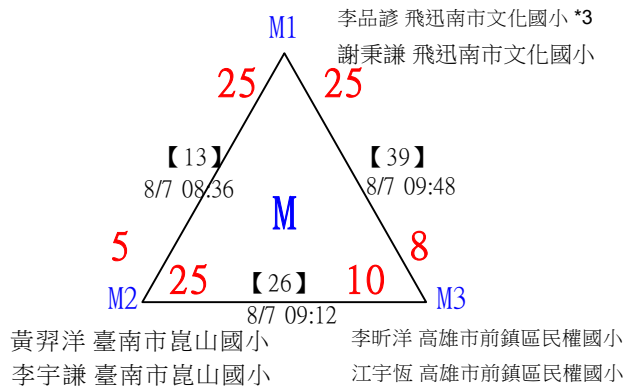 M1
李品諺 飛迅南市文化國小 *3
謝秉謙 飛迅南市文化國小
25
25
【13】
8/7 08:36
【39】
8/7 09:48
M
5
8
25
【26】
10
M2
8/7 09:12
M3
黃羿洋 臺南市崑山國小
李昕洋 高雄市前鎮區民權國小
李宇謙 臺南市崑山國小
江宇恆 高雄市前鎮區民權國小